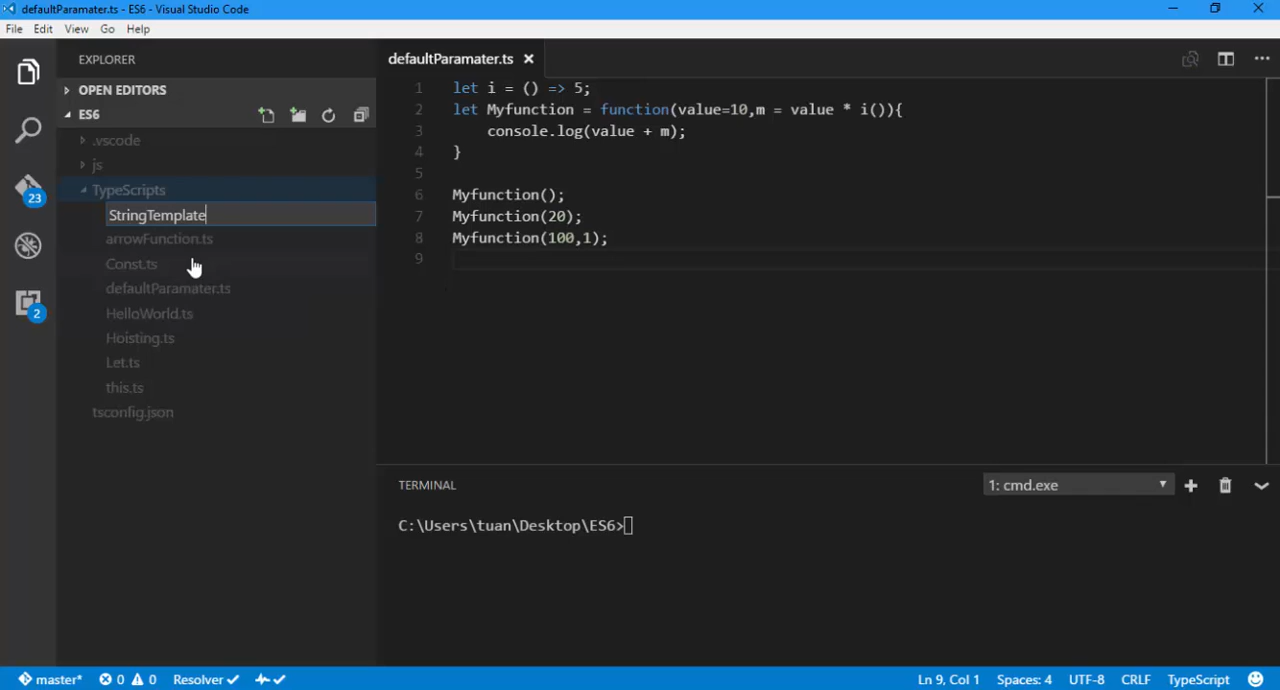 defaultParamater.ts - ES6 - Visual Studio Code
File Edit View Go Help
EXPLORER
OPEN EDITORS
ES6
.vscode
js
TypeScripts
StringTemplate
arrowFunction.ts
Const.ts
defaultParamater.ts
HelloWorld.ts
Hoisting.ts
Let.ts
this.ts
tsconfig.json
23
2
defaultParamater.ts
1 let i = () => 5;
2 let Myfunction = function(value=10,m = value * i()){
3 console.log(value + m);
4 }
5
6 Myfunction();
7 Myfunction(20);
8 Myfunction(100,1);
9
TERMINAL
1: cmd.exe
C:\Users\tuan\Desktop\ES6>
master* 0 0 Resolver Ln 9, Col 1 Spaces: 4 UTF-8 CRLF TypeScript